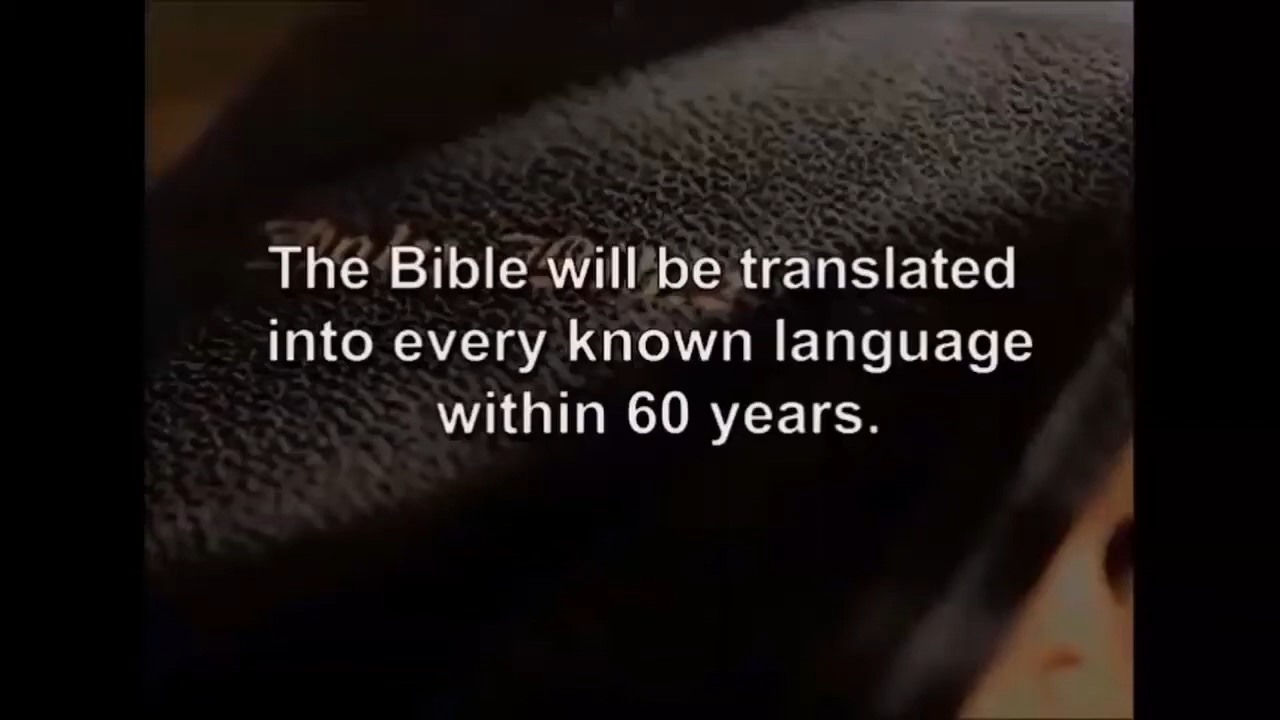 The Bible will be translated
into every known language
within 60 years.